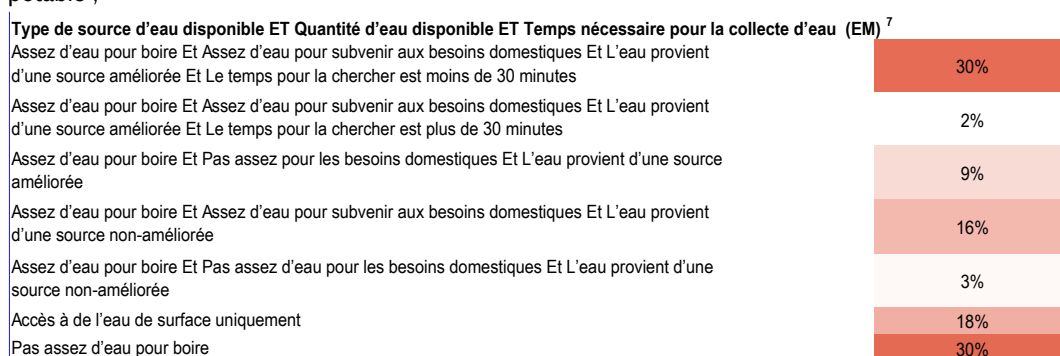 potable ;
Type de source d'eau disponible ET Quantité d'eau disponible ET Temps nécessaire pour la collecte d'eau (EM) 7
Assez d'eau pour boire Et Assez d'eau pour subvenir aux besoins domestiques Et L'eau provient
d'une source améliorée Et Le temps pour la chercher est moins de 30 minutes
30%
Assez d'eau pour boire Et Assez d'eau pour subvenir aux besoins domestiques Et L'eau provient
d'une source améliorée Et Le temps pour la chercher est plus de 30 minutes
2%
Assez d'eau pour boire Et Pas assez pour les besoins domestiques Et L'eau provient d'une source
améliorée
9%
Assez d'eau pour boire Et Assez d'eau pour subvenir aux besoins domestiques Et L'eau provient
d'une source non-améliorée
16%
Assez d'eau pour boire Et Pas assez d'eau pour les besoins domestiques Et L'eau provient d'une
source non-améliorée
3%
Accès à de l'eau de surface uniquement
18%
Pas assez d'eau pour boire
30%